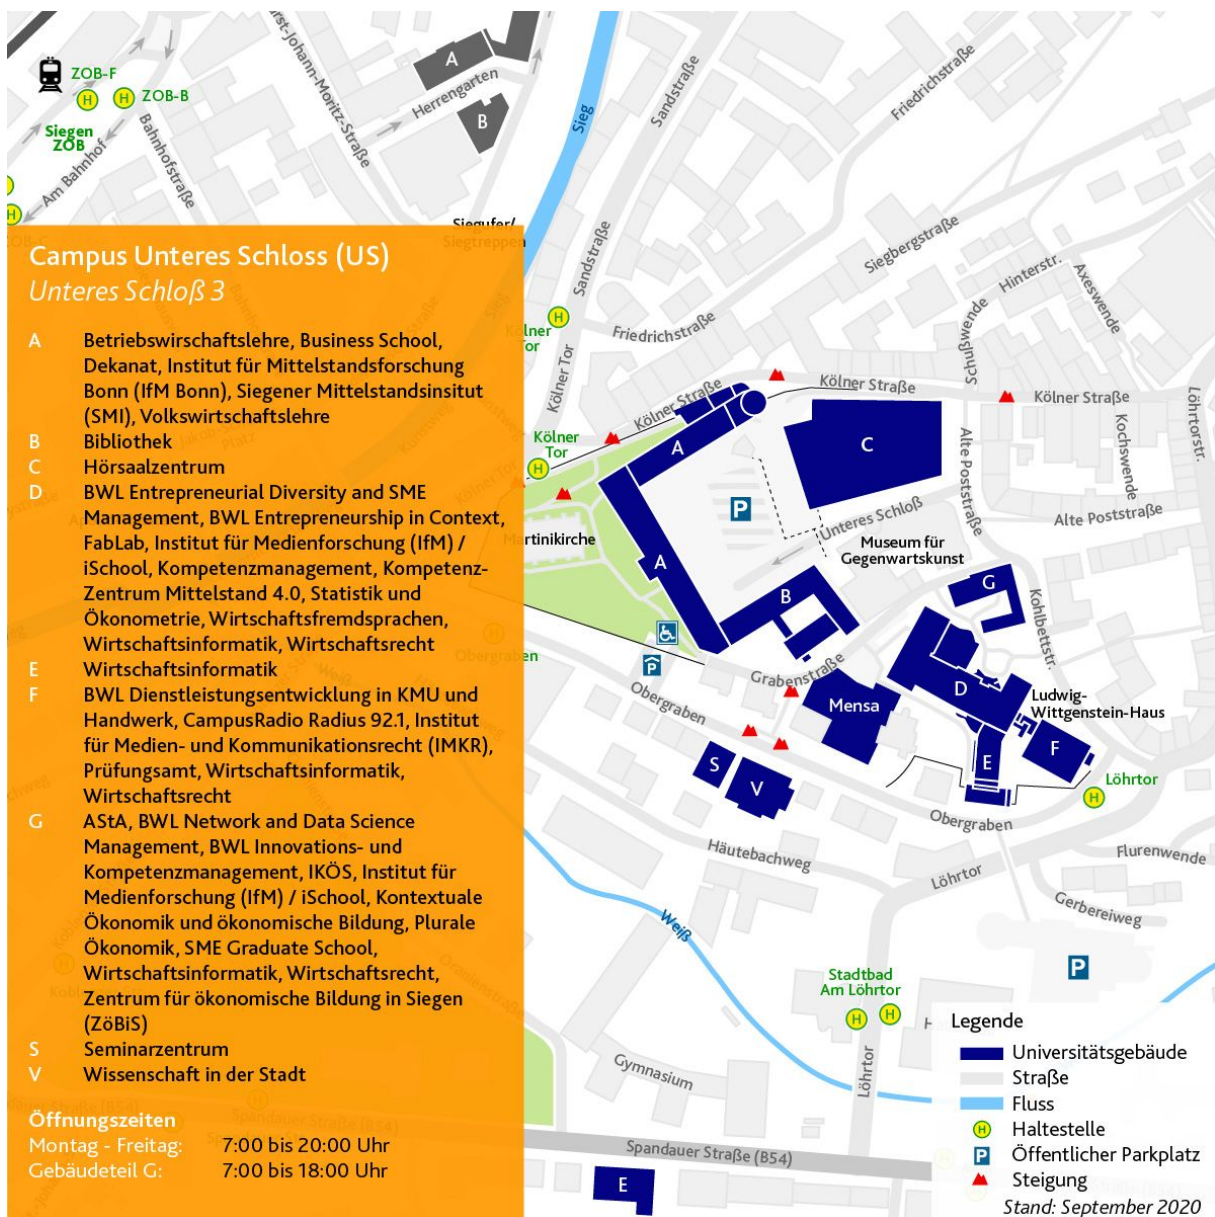 ZOB-F
ZOB-B
Siegen
ZOB
Am Bahnhof
Bahnhofstraße
Herrengarten
A
B
Sieg
Sandstraße
Friedrichstraße
Siegbergstraße
Hinterstr.
Axeswende
Siegufer/
Siegtreppen
Sandstraße
Kölner
Tor
Friedrichstraße
Kölner Tor
Kölner Straße
Kölner Straße
Kölner Straße
Löhrtorstr.
Kochswende
Alte Poststraße
Alte Poststraße
Kölner
Tor
A
C
P
Unteres Schloß
Martinikirche
Museum für
Gegenwartskunst
A
B
G
Kohlbettstr.
Obergraben
P
Grabenstraße
Obergraben
Mensa
D
Ludwig-
Wittgenstein-Haus
E
F
S
V
Löhrtor
Obergraben
Häutebachweg
Löhrtor
Flurenwende
Gerbereiweg
Weiß
P
Stadtbad
Am Löhrtor
Löhrtor
Gymnasium
Oranienstraße
Spandauer Straße (B54)
Spandauer Straße (B54)
E
Campus Unteres Schloss (US)
Unteres Schloß 3
A Betriebswirtschaftslehre, Business School,
Dekanat, Institut für Mittelstandsforschung
Bonn (IfM Bonn), Siegener Mittelstandsinsitut
(SMI), Volkswirtschaftslehre
B Bibliothek
C Hörsaalzentrum
D BWL Entrepreneurial Diversity and SME
Management, BWL Entrepreneurship in Context,
FabLab, Institut für Medienforschung (IfM) /
iSchool, Kompetenzmanagement, Kompetenz-
Zentrum Mittelstand 4.0, Statistik und
Ökonometrie, Wirtschaftsfremdsprachen,
Wirtschaftsinformatik, Wirtschaftsrecht
E Wirtschaftsinformatik
F BWL Dienstleistungsentwicklung in KMU und
Handwerk, CampusRadio Radius 92.1, Institut
für Medien- und Kommunikationsrecht (IMKR),
Prüfungsamt, Wirtschaftsinformatik,
Wirtschaftsrecht
G AStA, BWL Network and Data Science
Management, BWL Innovations- und
Kompetenzmanagement, IKÖS, Institut für
Medienforschung (IfM) / iSchool, Kontextuale
Ökonomik und ökonomische Bildung, Plurale
Ökonomik, SME Graduate School,
Wirtschaftsinformatik, Wirtschaftsrecht,
Zentrum für ökonomische Bildung in Siegen
(ZöBiS)
S Seminarzentrum
V Wissenschaft in der Stadt
Öffnungszeiten
Montag - Freitag: 7:00 bis 20:00 Uhr
Gebäudeteil G: 7:00 bis 18:00 Uhr
Legende
Universitätsgebäude
Straße
Fluss
H Haltestelle
P Öffentlicher Parkplatz
Steigung
Stand: September 2020